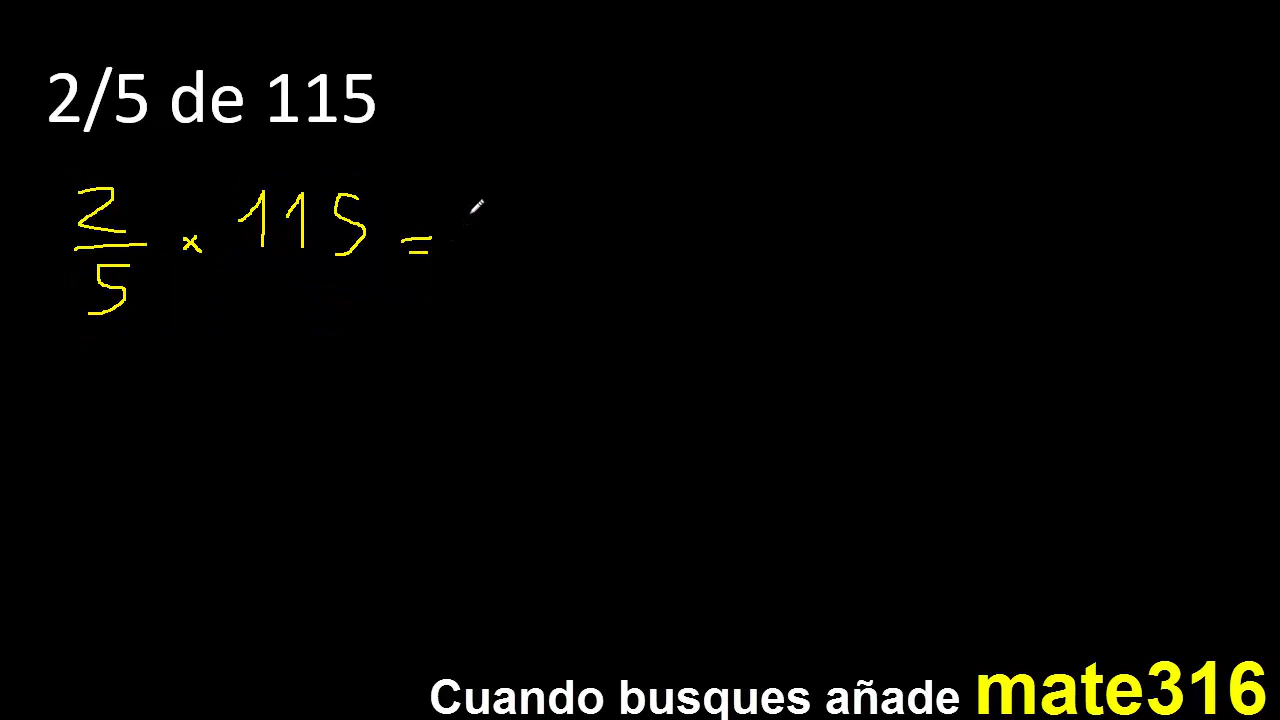 2/5 de 115
2/5 × 115 =
Cuando busques añade mate316